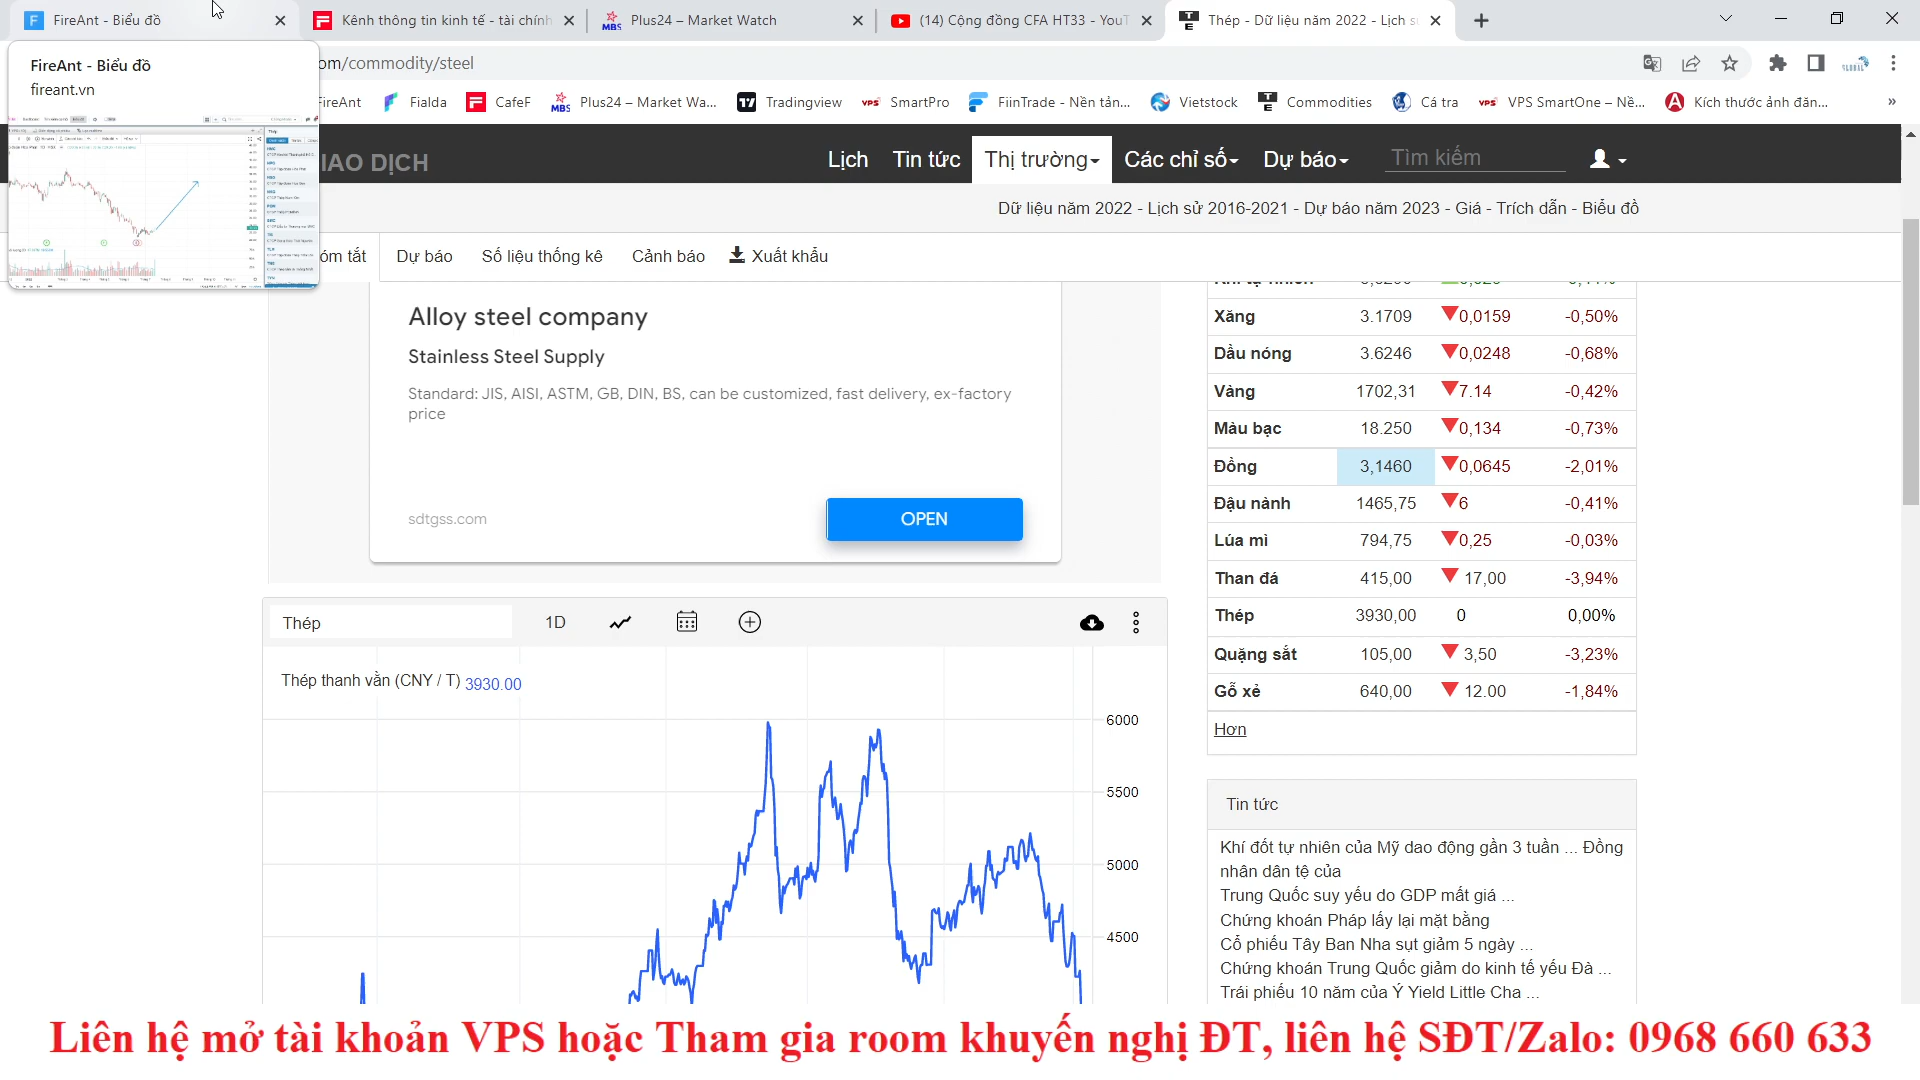 FireAnt - Biểu đồ
Kênh thông tin kinh tế - tài chính
Plus24 – Market Watch
(14) Cộng đồng CFA HT33 - YouT
Thép - Dữ liệu năm 2022 - Lịch sử
FireAnt - Biểu đồ
fireant.vn
om/commodity/steel
FireAnt
Fialda
CafeF
Plus24 – Market Wa...
Tradingview
SmartPro
FiinTrade - Nền tản...
Vietstock
Commodities
Cá tra
VPS SmartOne – Nề...
Kích thước ảnh đăn...
»
IAO DỊCH
Lịch
Tin tức
Thị trường
Các chỉ số
Dự báo
Tìm kiếm
Dữ liệu năm 2022 - Lịch sử 2016-2021 - Dự báo năm 2023 - Giá - Trích dẫn - Biểu đồ
óm tắt
Dự báo
Số liệu thống kê
Cảnh báo
Xuất khẩu
Alloy steel company
Stainless Steel Supply
Standard: JIS, AISI, ASTM, GB, DIN, BS, can be customized, fast delivery, ex-factory
price
sdtgss.com
OPEN
Xăng 3.1709 0,0159 -0,50%
Dầu nóng 3.6246 0,0248 -0,68%
Vàng 1702,31 7.14 -0,42%
Màu bạc 18.250 0,134 -0,73%
Đồng 3,1460 0,0645 -2,01%
Đậu nành 1465,75 6 -0,41%
Lúa mì 794,75 0,25 -0,03%
Than đá 415,00 17,00 -3,94%
Thép 3930,00 0 0,00%
Quặng sắt 105,00 3,50 -3,23%
Gỗ xẻ 640,00 12.00 -1,84%
Hơn
Thép
1D
Thép thanh vằn (CNY / T) 3930.00
6000
5500
5000
4500
Tin tức
Khí đốt tự nhiên của Mỹ dao động gần 3 tuần ... Đồng
nhân dân tệ của
Trung Quốc suy yếu do GDP mất giá ...
Chứng khoán Pháp lấy lại mặt bằng
Cổ phiếu Tây Ban Nha sụt giảm 5 ngày ...
Chứng khoán Trung Quốc giảm do kinh tế yếu Đà ...
Trái phiếu 10 năm của Ý Yield Little Cha ...
Liên hệ mở tài khoản VPS hoặc Tham gia room khuyến nghị ĐT, liên hệ SĐT/Zalo: 0968 660 633